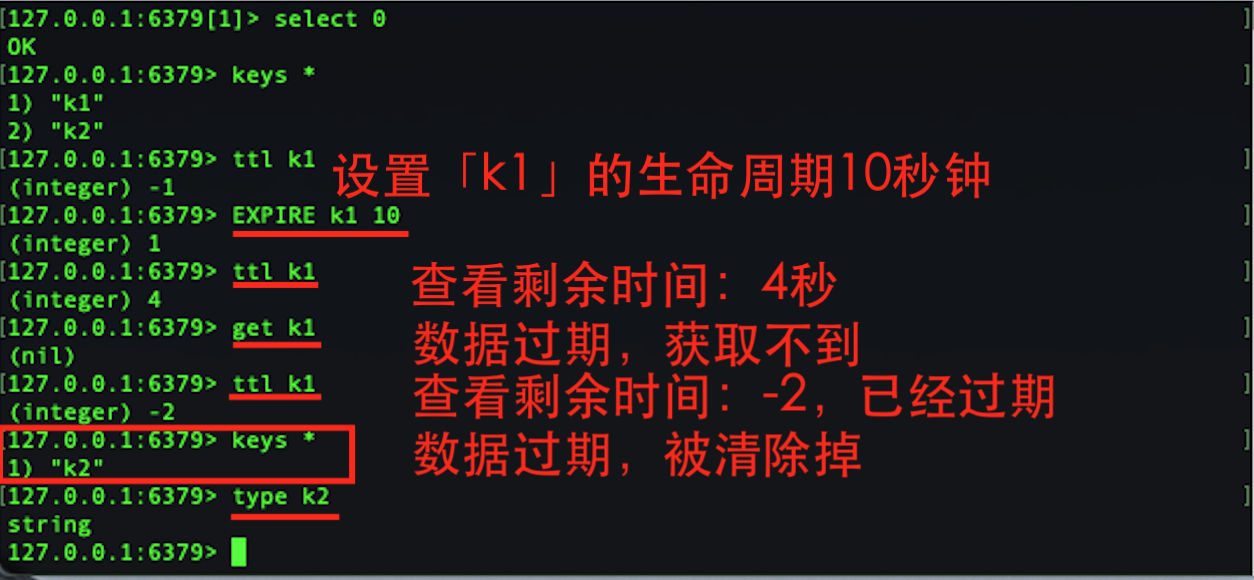 [127.0.0.1:6379[1]> select 0 ]
OK
[127.0.0.1:6379> keys * ]
1) "k1"
2) "k2"
[127.0.0.1:6379> ttl k1 ]
(integer) -1
设置「k1」的生命周期10秒钟
[127.0.0.1:6379> EXPIRE k1 10 ]
(integer) 1
[127.0.0.1:6379> ttl k1 ]
(integer) 4
查看剩余时间：4秒
[127.0.0.1:6379> get k1 ]
(nil)
数据过期，获取不到
[127.0.0.1:6379> ttl k1 ]
(integer) -2
查看剩余时间：-2，已经过期
[127.0.0.1:6379> keys * ]
1) "k2"
数据过期，被清除掉
[127.0.0.1:6379> type k2 ]
string
127.0.0.1:6379>